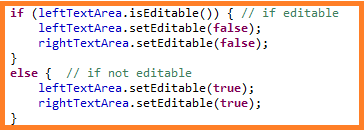 if (leftTextArea.isEditable()) { // if editable
    leftTextArea.setEditable(false);
    rightTextArea.setEditable(false);
}
else {  // if not editable
    leftTextArea.setEditable(true);
    rightTextArea.setEditable(true);
}